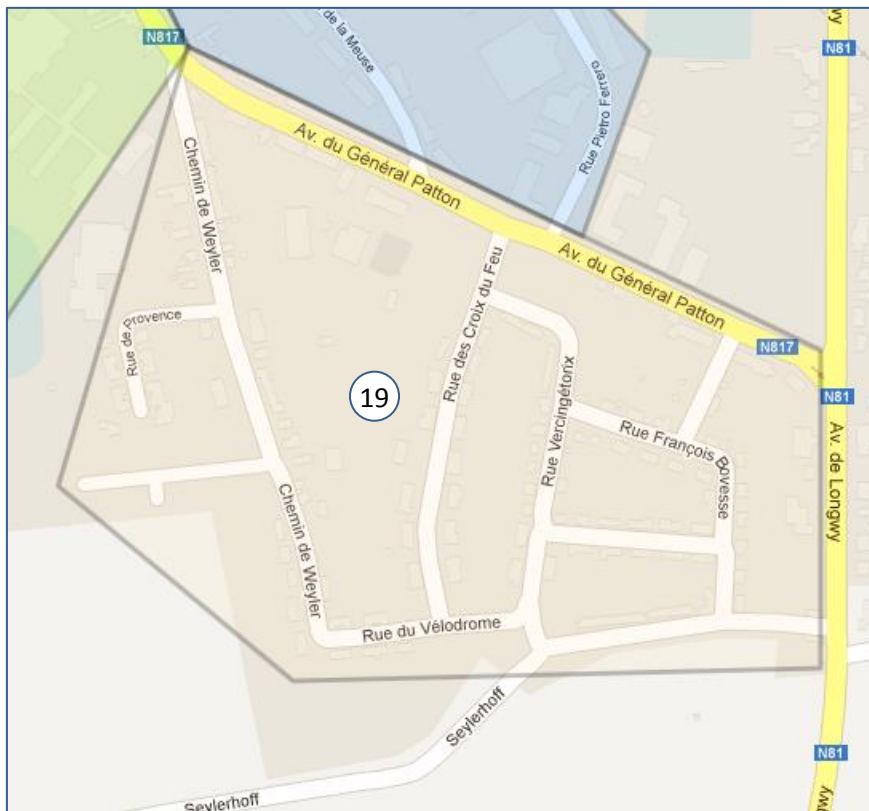 N817
de la Meuse
N81
Rue Pietro Ferrero
Av. du Général Patton
Chemin de Weyler
Av. du Général Patton
Rue de Provence
Rue des Croix du Feu
N817
19
N81
Rue Vercingétorix
Rue François Bovesse
Av. de Longwy
Chemin de Weyler
Rue du Vélodrome
Seylerhoff
N81
Seylerhoff